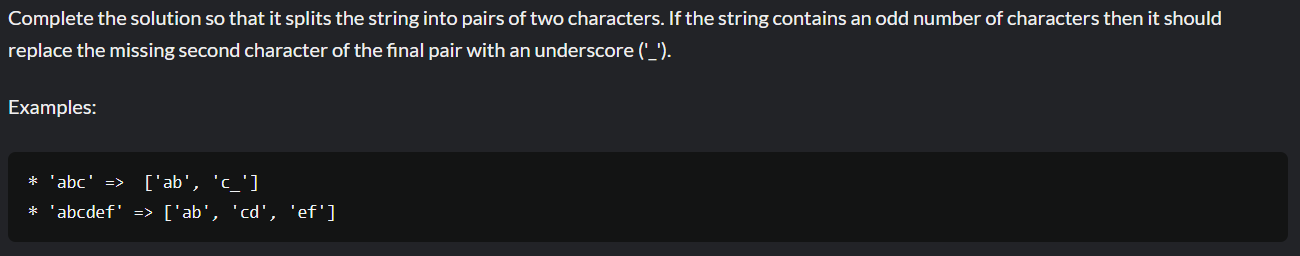 Complete the solution so that it splits the string into pairs of two characters. If the string contains an odd number of characters then it should
replace the missing second character of the final pair with an underscore ('_').
Examples:
* 'abc' =>  ['ab', 'c_']
* 'abcdef' => ['ab', 'cd', 'ef']